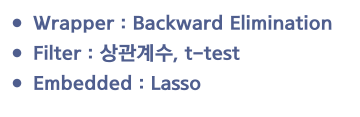 • Wrapper : Backward Elimination
• Filter : 상관계수, t-test
• Embedded : Lasso